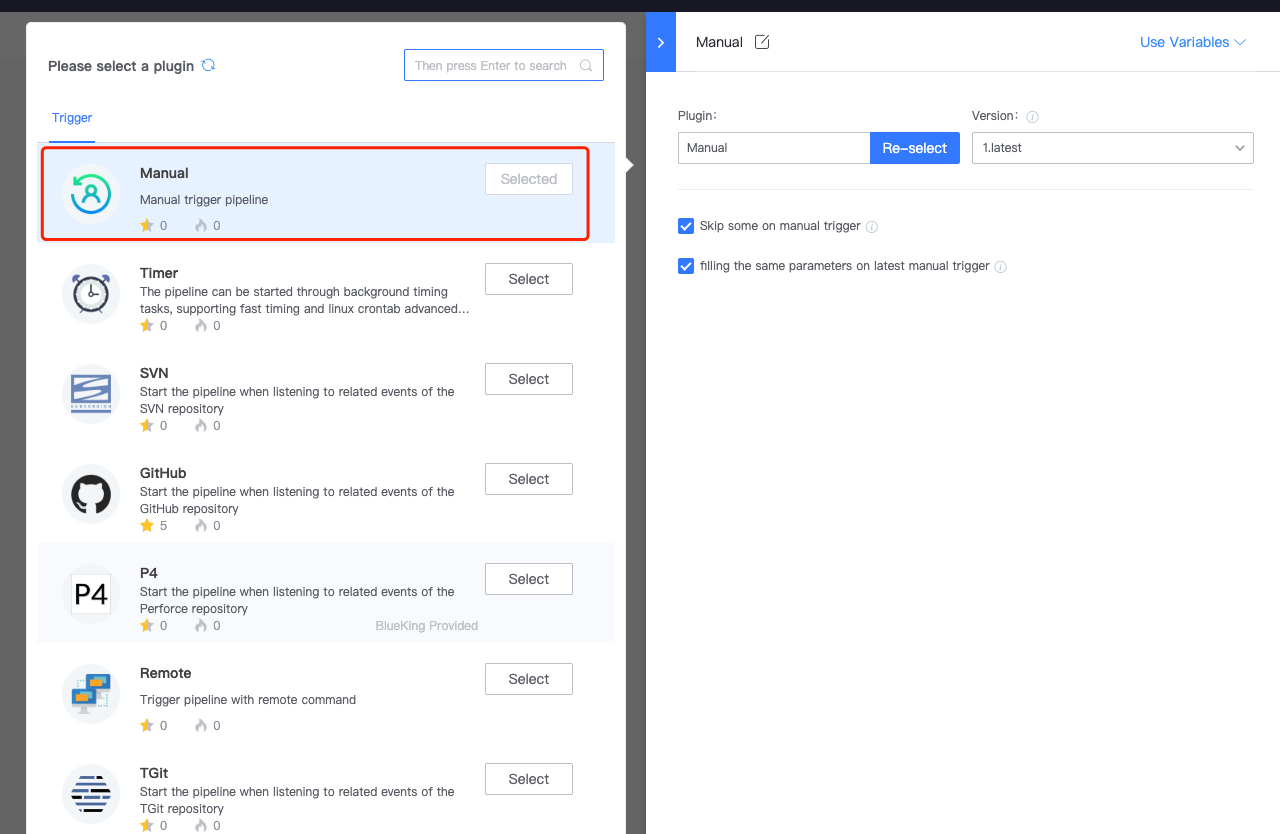 Please select a plugin
Then press Enter to search
Trigger
Manual
Manual trigger pipeline
0 0
Selected
Timer
The pipeline can be started through background timing
tasks, supporting fast timing and linux crontab advanced...
0 0
Select
SVN
Start the pipeline when listening to related events of the
SVN repository
0 0
Select
GitHub
Start the pipeline when listening to related events of the
GitHub repository
5 0
Select
P4
P4
Start the pipeline when listening to related events of the
Perforce repository
0 0 BlueKing Provided
Select
Remote
Trigger pipeline with remote command
0 0
Select
SUBVERSION
TGit
Start the pipeline when listening to related events of the
TGit repository
0 0
Select
Manual
Use Variables
Plugin:
Manual
Re-select
Version:
1.latest
Skip some on manual trigger
filling the same parameters on latest manual trigger